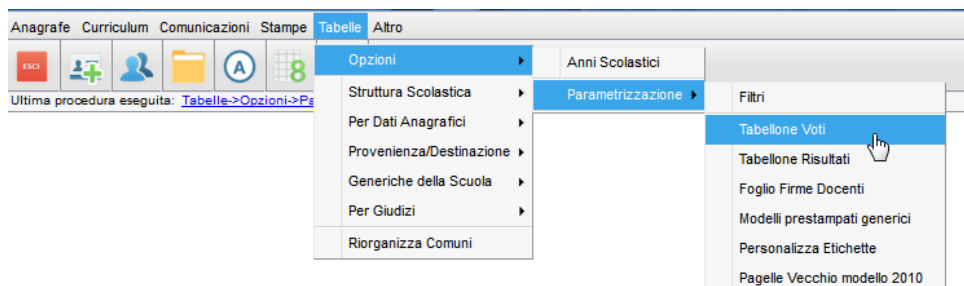 Anagrafe Curriculum Comunicazioni Stampe Tabelle Altro
ESCI
A
8
Ultima procedura eseguita: Tabelle->Opzioni->Pa
Opzioni
Struttura Scolastica
Per Dati Anagrafici
Provenienza/Destinazione
Generiche della Scuola
Per Giudizi
Riorganizza Comuni
Anni Scolastici
Parametrizzazione
Filtri
Tabellone Voti
Tabellone Risultati
Foglio Firme Docenti
Modelli prestampati generici
Personalizza Etichette
Pagelle Vecchio modello 2010